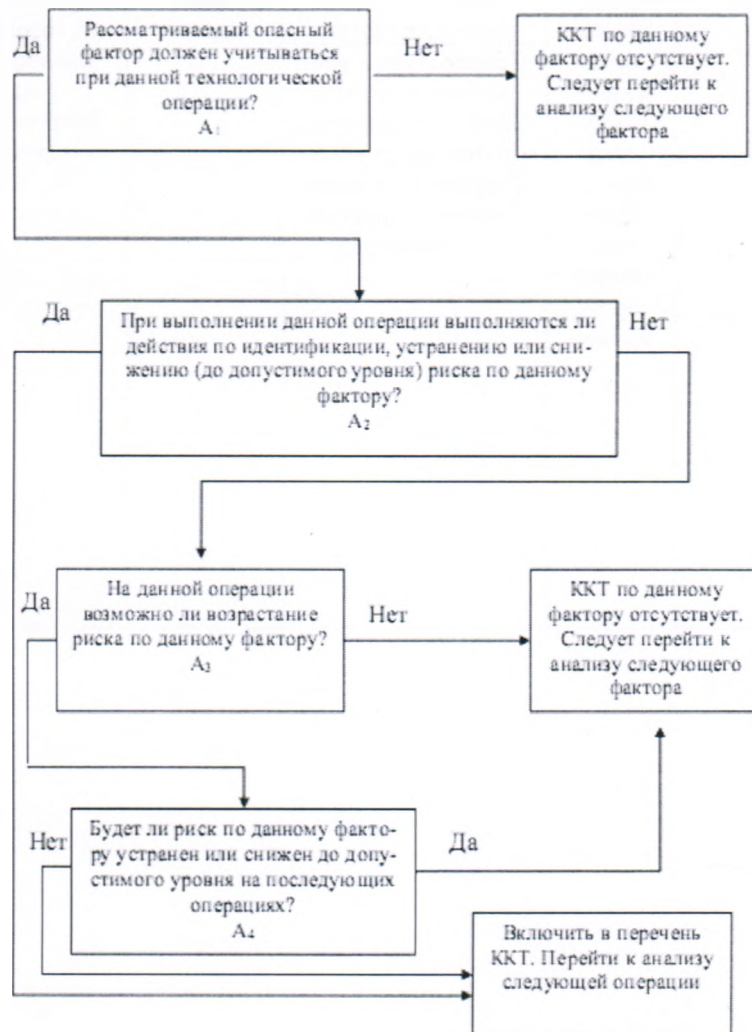 Да
Рассматриваемый опасный
фактор должен учитываться
при данной технологической
операции?
А₁
Нет
ККТ по данному
фактору отсутствует.
Следует перейти к
анализу следующего
фактора
Да
При выполнении данной операции выполняются ли
действия по идентификации, устранению или сни-
жению (до допустимого уровня) риска по данному
фактору?
А₂
Нет
Да
На данной операции
возможно ли возрастание
риска по данному фактору?
А₃
Нет
ККТ по данному
фактору отсутствует.
Следует перейти к
анализу следующего
фактора
Нет
Будет ли риск по данному факто-
ру устранен или снижен до допу-
стимого уровня на последующих
операциях?
А₄
Да
Включить в перечень
ККТ. Перейти к анализу
следующей операции